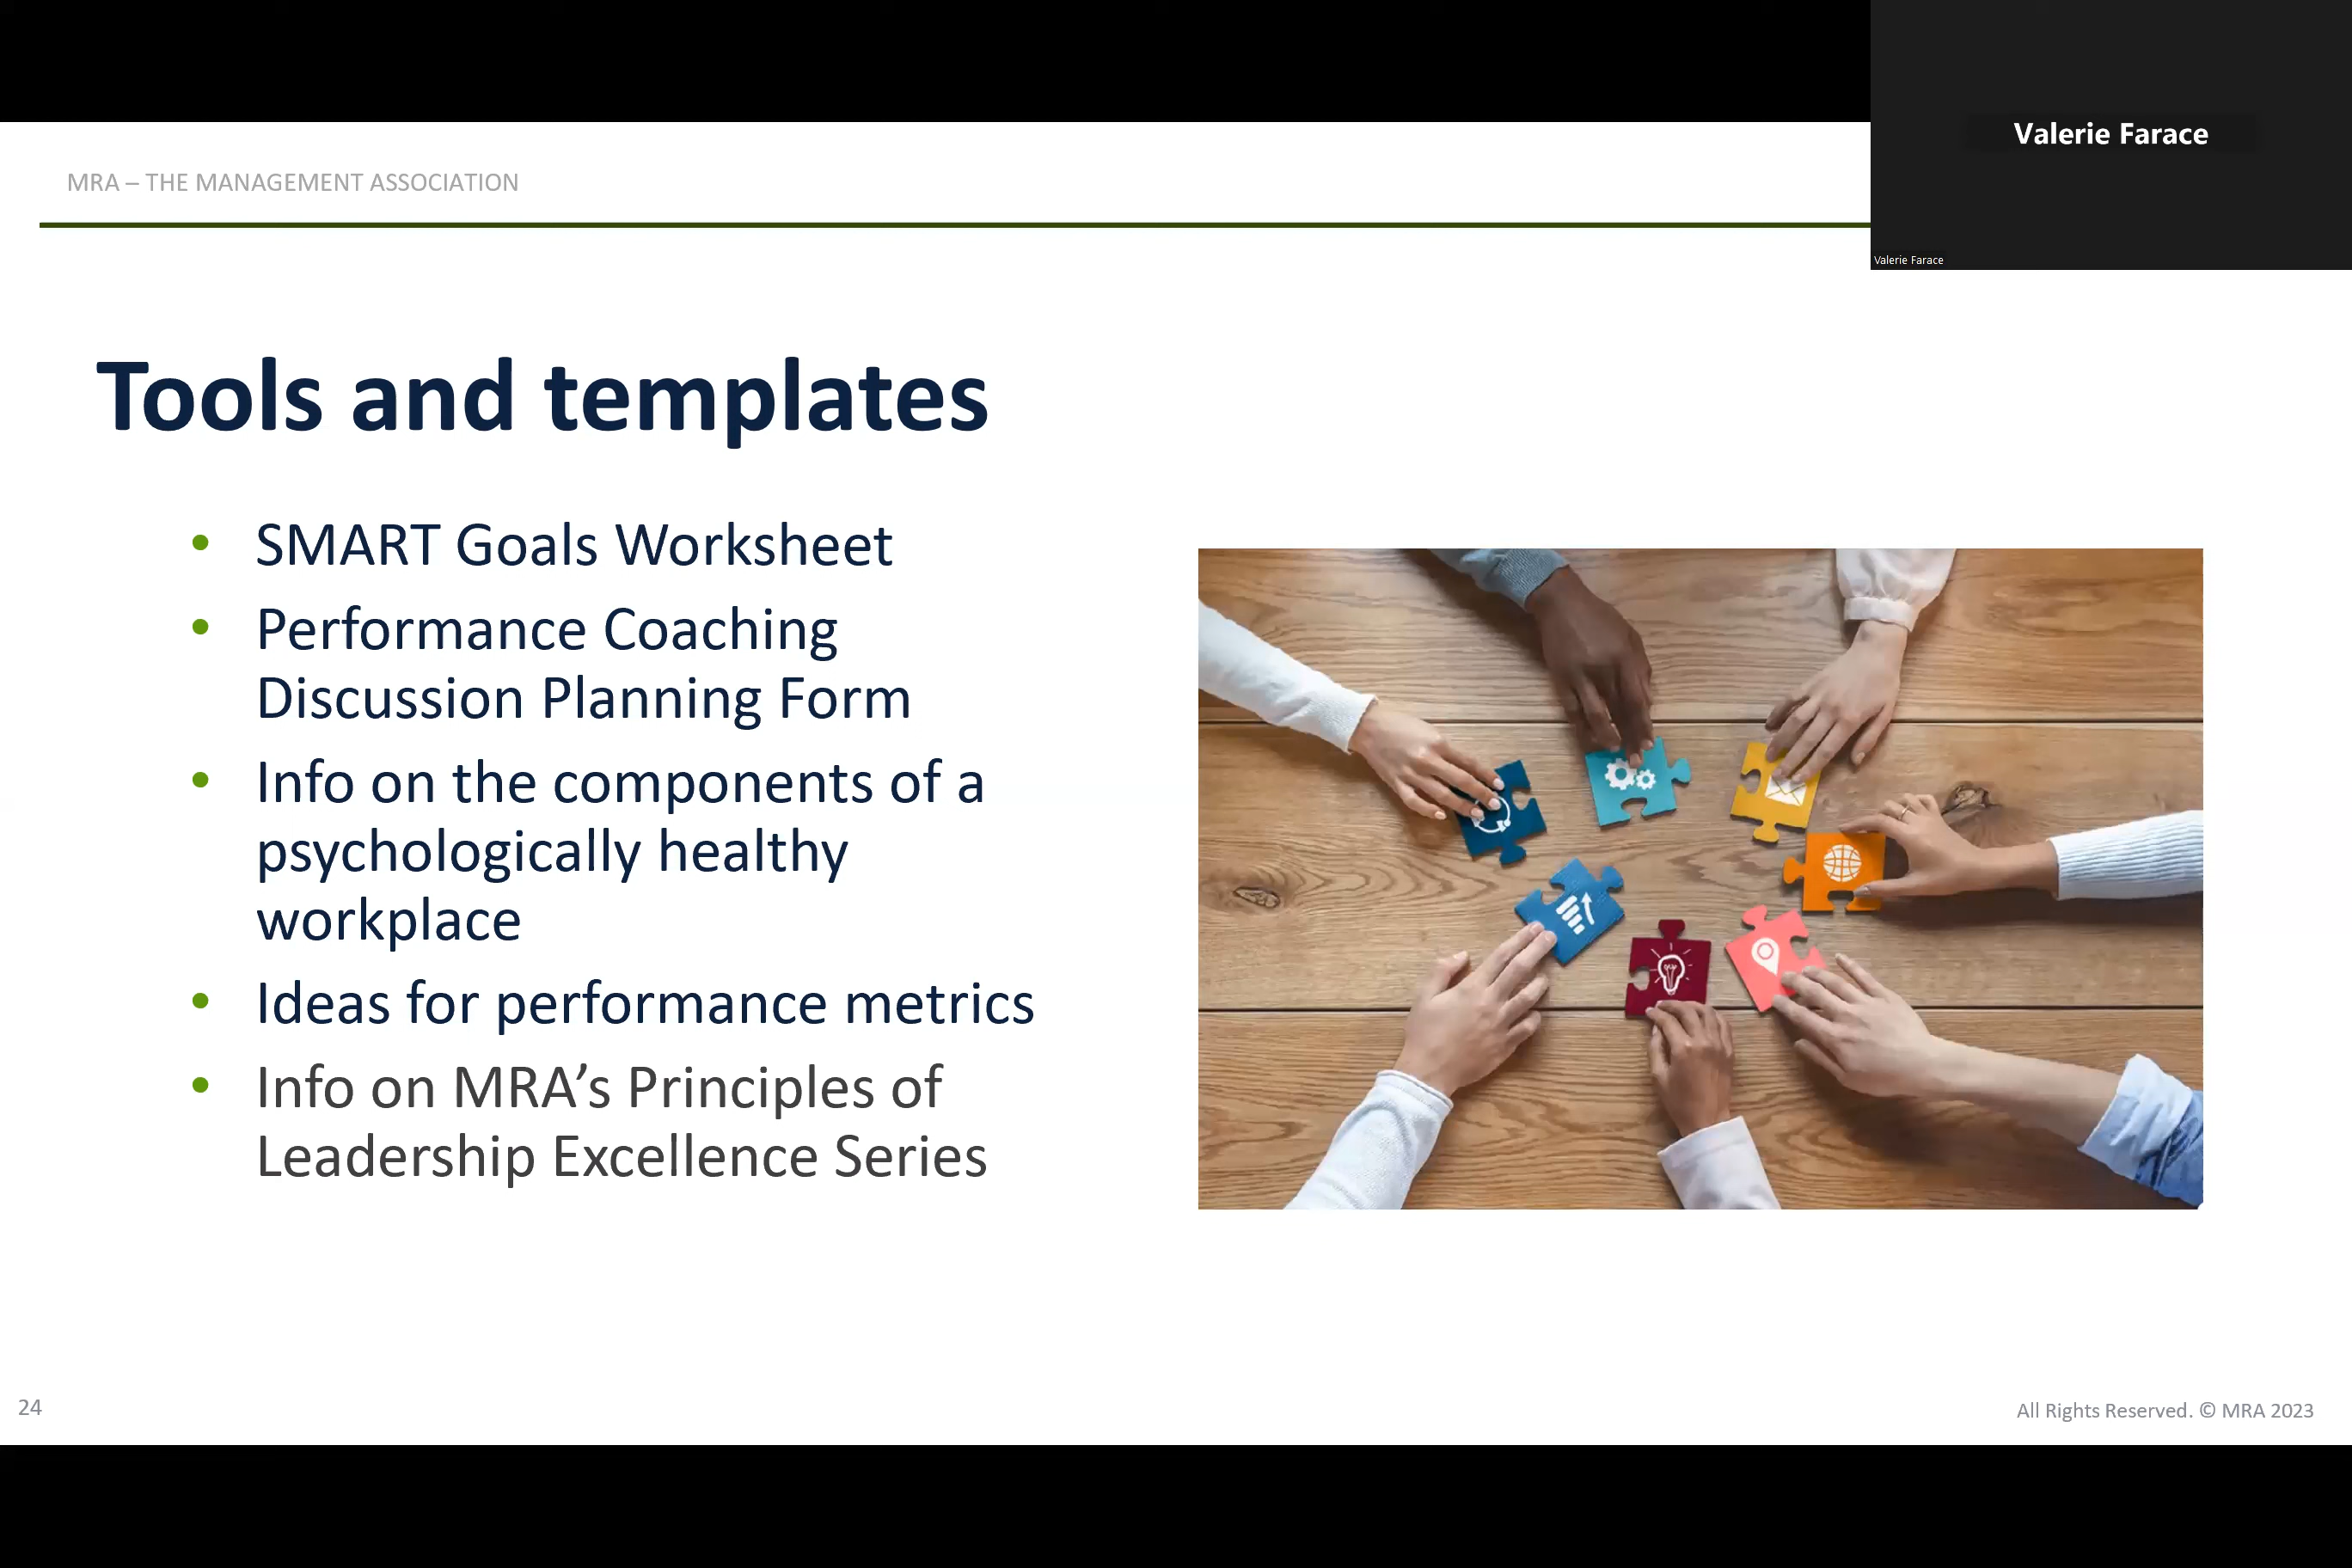 Valerie Farace
MRA – THE MANAGEMENT ASSOCIATION
Valerie Farace
Tools and templates
• SMART Goals Worksheet
• Performance Coaching
Discussion Planning Form
• Info on the components of a
psychologically healthy
workplace
• Ideas for performance metrics
• Info on MRA’s Principles of
Leadership Excellence Series
24
All Rights Reserved. © MRA 2023